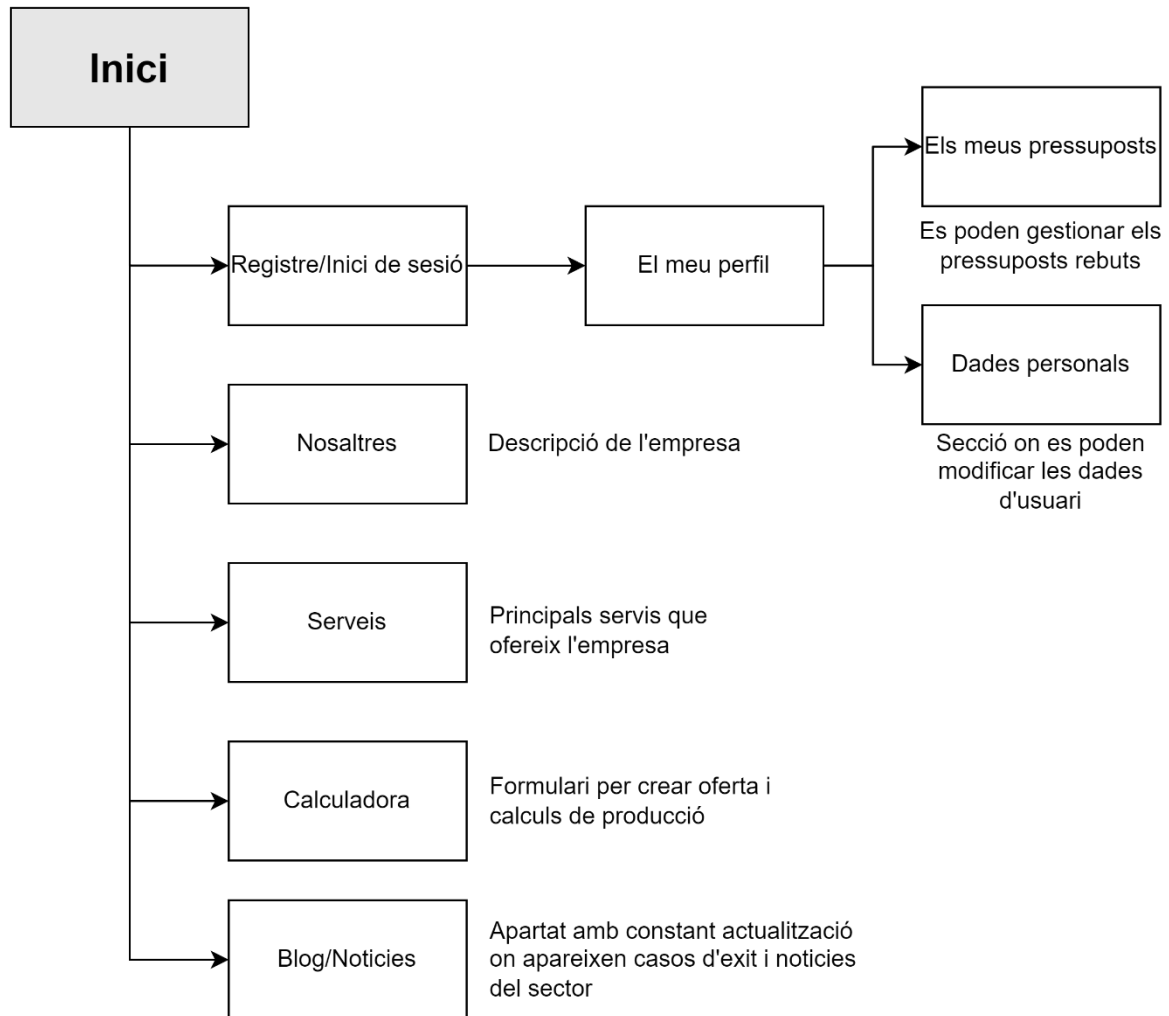 Inici
Els meus pressuposts
Es poden gestionar els
pressuposts rebuts
Registre/Inici de sesió
El meu perfil
Dades personals
Secció on es poden
modificar les dades
d'usuari
Nosaltres
Descripció de l'empresa
Serveis
Principals servis que
ofereix l'empresa
Calculadora
Formulari per crear oferta i
calculs de producció
Blog/Noticies
Apartat amb constant actualització
on apareixen casos d'exit i noticies
del sector